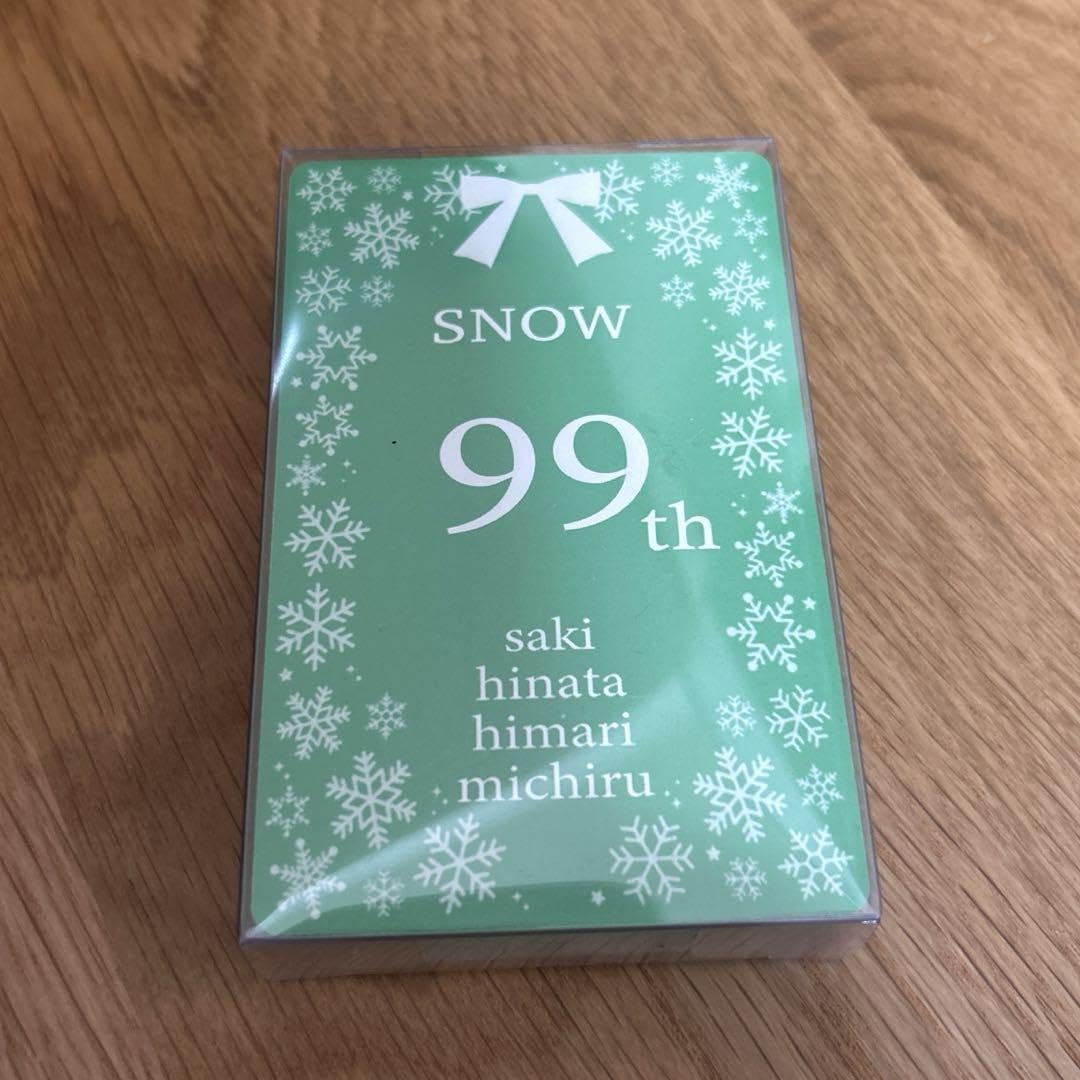 SNOW
99th
saki
hinata
himari
michiru